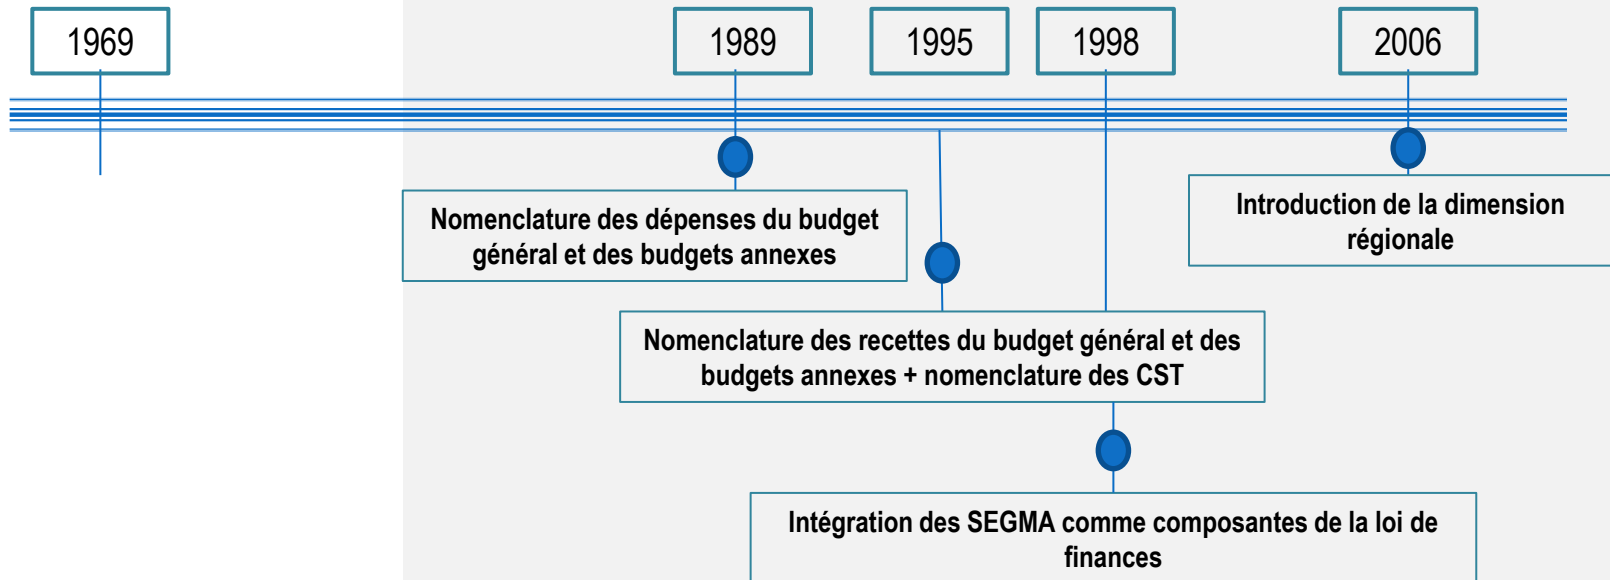 1969
1989
1995
1998
2006
Nomenclature des dépenses du budget
général et des budgets annexes
Introduction de la dimension
régionale
Nomenclature des recettes du budget général et des
budgets annexes + nomenclature des CST
Intégration des SEGMA comme composantes de la loi de
finances